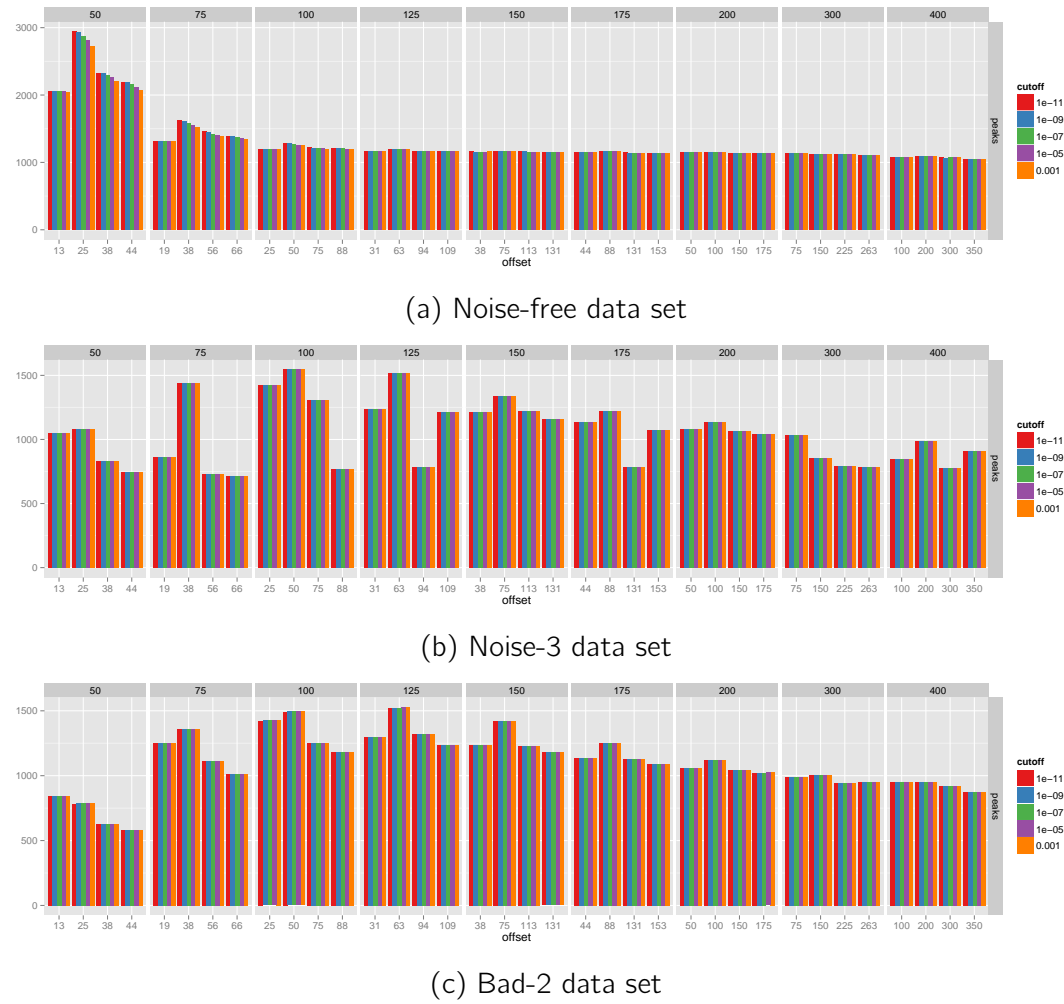 50 75 100 125 150 175 200 300 400
3000
2000
1000
0
peaks
13 25 38 44 19 38 56 66 25 50 75 88 31 63 94 109 38 75 113 131 44 88 131 153 50 100 150 175 75 150 225 263 100 200 300 350
offset
cutoff
1e−11
1e−09
1e−07
1e−05
0.001
(a) Noise-free data set
50 75 100 125 150 175 200 300 400
1500
1000
500
0
peaks
13 25 38 44 19 38 56 66 25 50 75 88 31 63 94 109 38 75 113 131 44 88 131 153 50 100 150 175 75 150 225 263 100 200 300 350
offset
cutoff
1e−11
1e−09
1e−07
1e−05
0.001
(b) Noise-3 data set
50 75 100 125 150 175 200 300 400
1500
1000
500
0
peaks
13 25 38 44 19 38 56 66 25 50 75 88 31 63 94 109 38 75 113 131 44 88 131 153 50 100 150 175 75 150 225 263 100 200 300 350
offset
cutoff
1e−11
1e−09
1e−07
1e−05
0.001
(c) Bad-2 data set